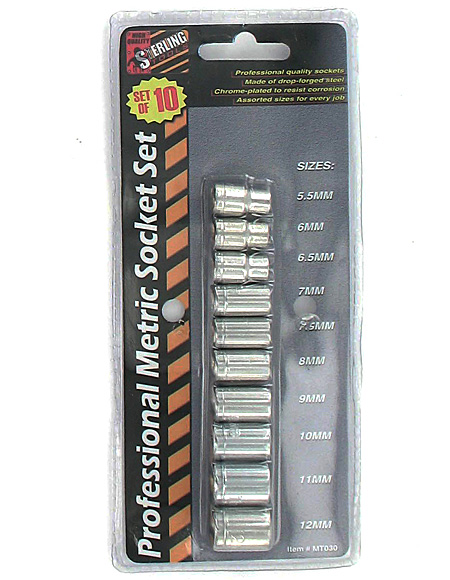 HIGH
QUALITY
STERLING
TOOLS
SET OF 10
Professional Metric Socket Set
Professional quality sockets
Made of drop-forged steel
Chrome-plated to resist corrosion
Assorted sizes for every job
SIZES:
5.5MM
6MM
6.5MM
7MM
8MM
9MM
10MM
11MM
12MM
Item # MT030